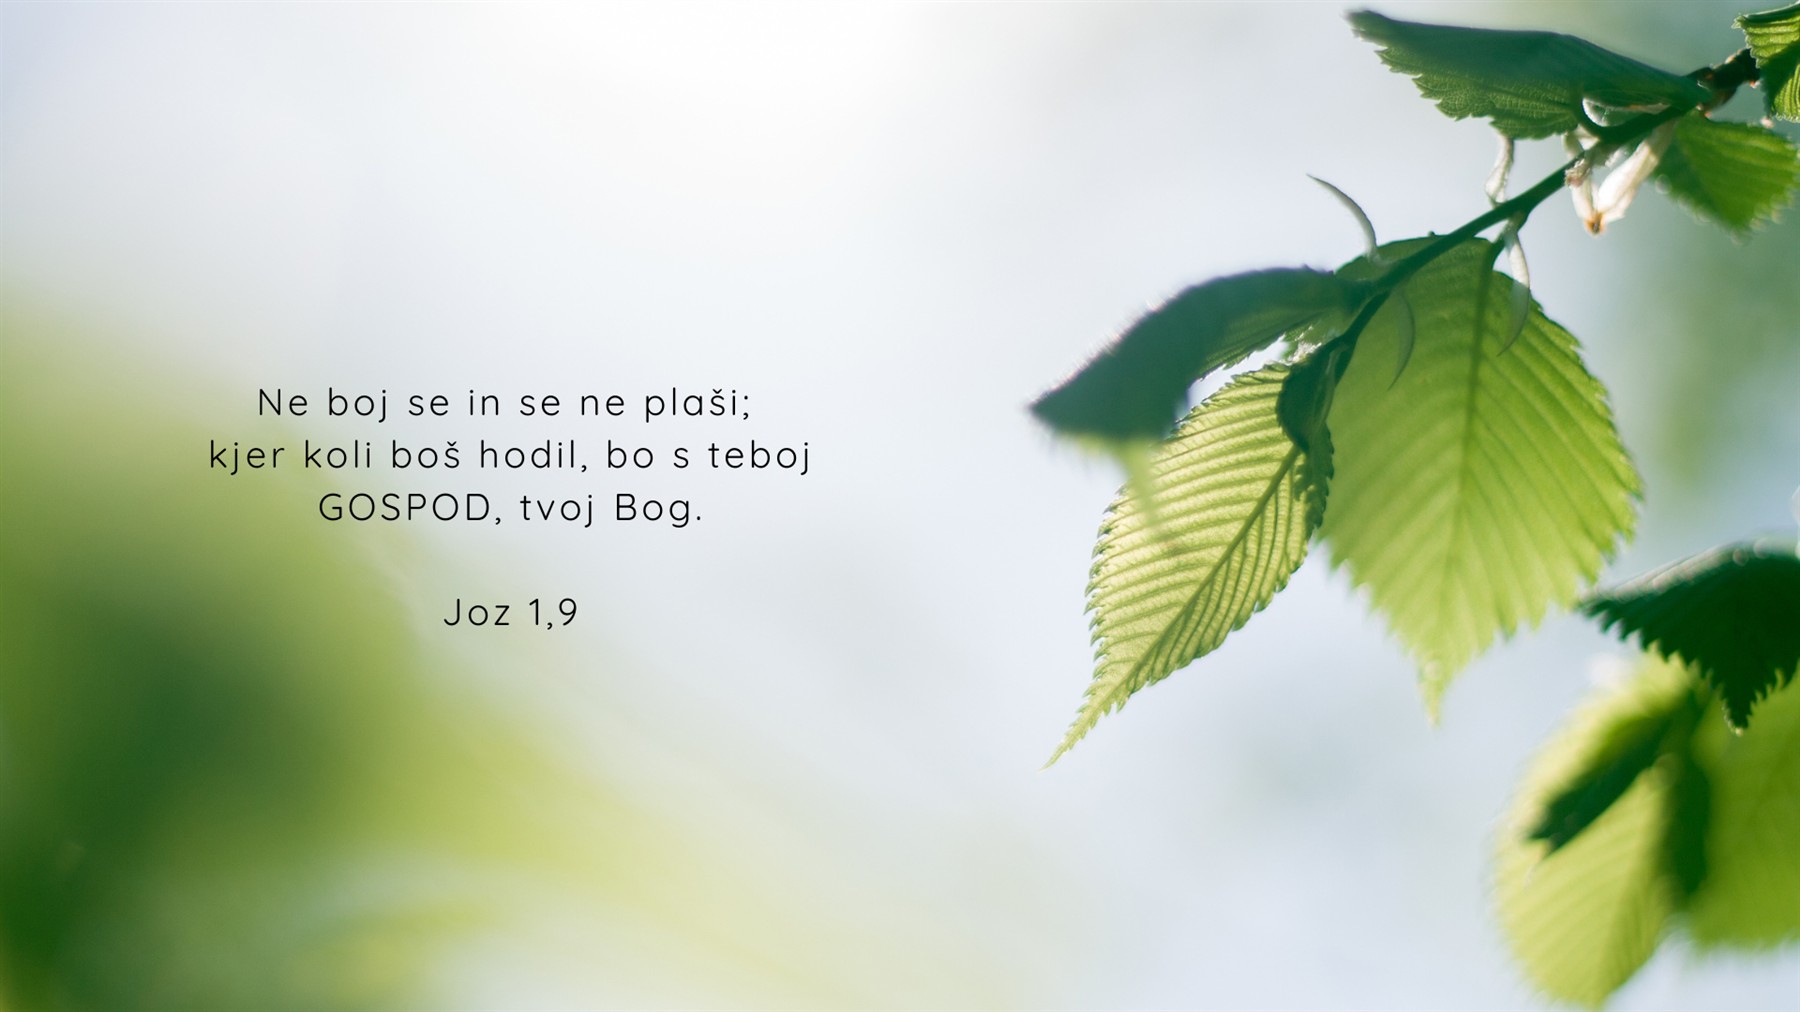 Ne boj se in se ne plaši;
kjer koli boš hodil, bo s teboj
GOSPOD, tvoj Bog.
Joz 1,9